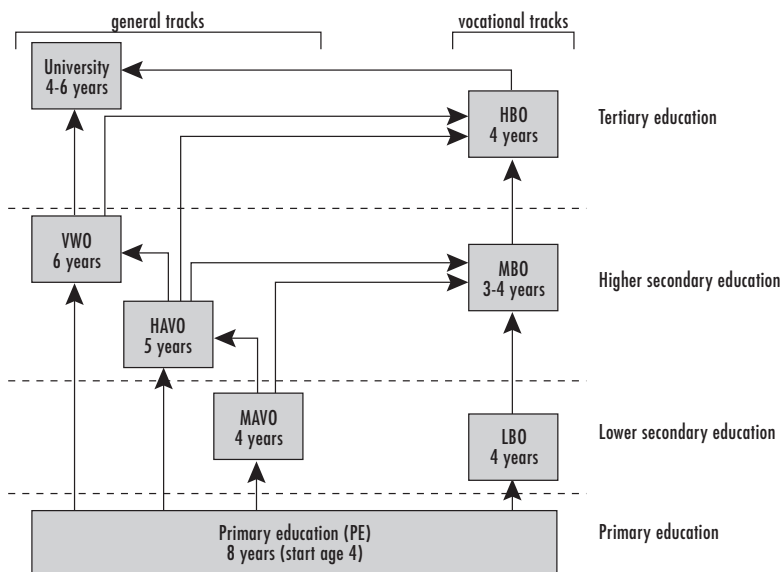 general tracks
vocational tracks
University
4-6 years
HBO
4 years
Tertiary education
VWO
6 years
MBO
3-4 years
Higher secondary education
HAVO
5 years
MAVO
4 years
LBO
4 years
Lower secondary education
Primary education (PE)
8 years (start age 4)
Primary education